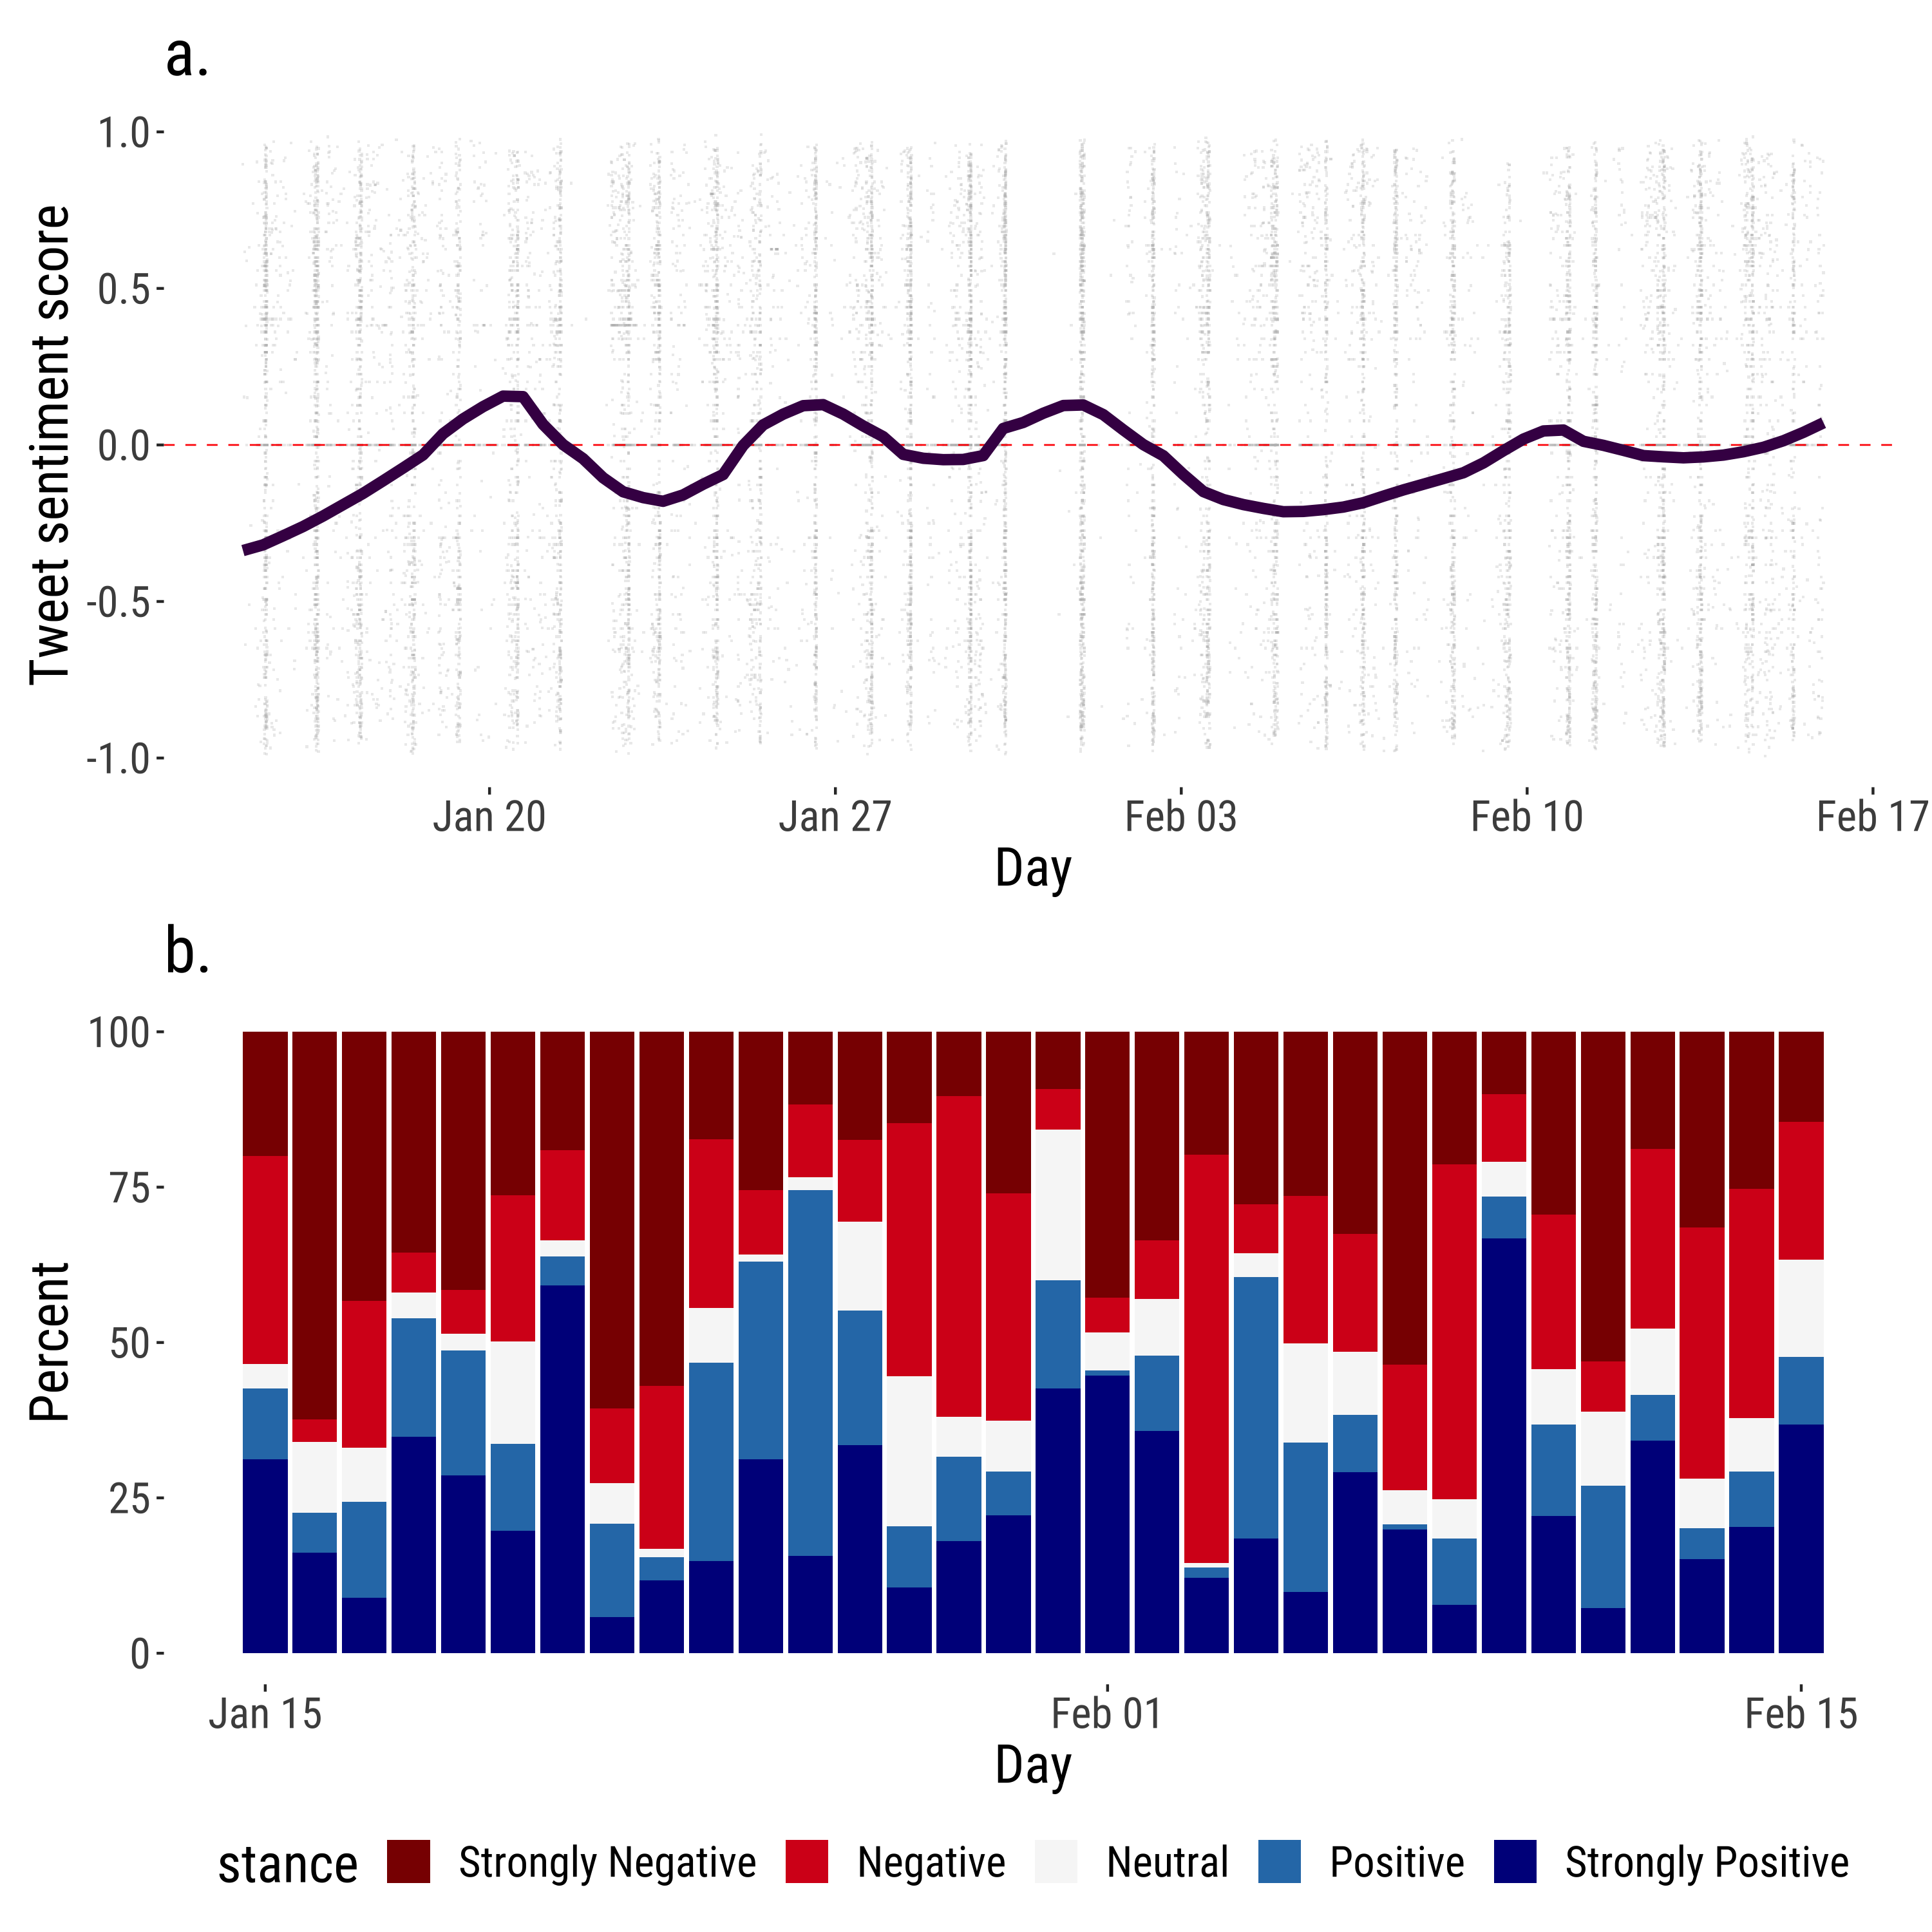 a.
Tweet sentiment score
1.0
0.5
0.0
-0.5
-1.0
Jan 20 Jan 27 Feb 03 Feb 10 Feb 17
Day
b.
Percent
100
75
50
25
0
Jan 15 Feb 01 Feb 15
Day
stance Strongly Negative Negative Neutral Positive Strongly Positive